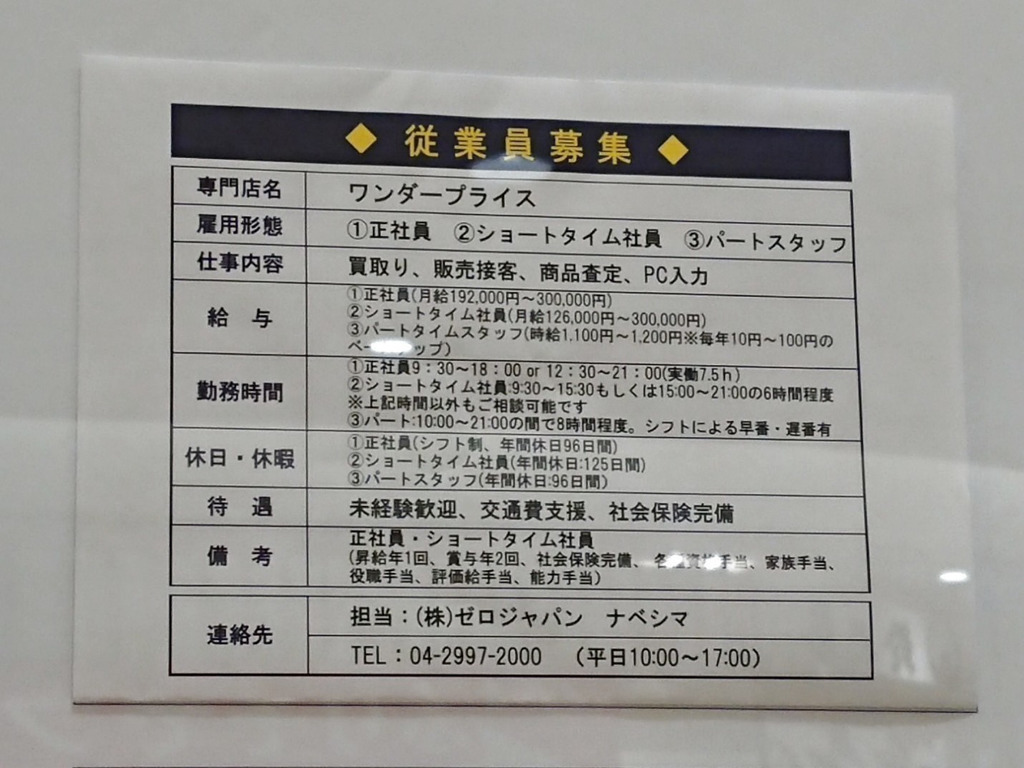 ◆ 従業員募集 ◆
専門店名 ワンダープライス
雇用形態 ①正社員 ②ショートタイム社員 ③パートスタッフ
仕事内容 買取り、販売接客、商品査定、PC入力
給与 ①正社員(月給192,000円～300,000円)
②ショートタイム社員(月給126,000円～300,000円)
③パートタイムスタッフ(時給1,100円～1,200円※毎年10円～100円の
ベースアップ)
勤務時間 ①正社員9：30～18：00 or 12：30～21：00(実働7.5ｈ)
②ショートタイム社員:9:30～15:30もしくは15:00～21:00の6時間程度
※上記時間以外もご相談可能です
③パート:10:00～21:00の間で8時間程度。シフトによる早番・遅番有
休日・休暇 ①正社員(シフト制、年間休日96日間)
②ショートタイム社員(年間休日:125日間)
③パートスタッフ(年間休日:96日間)
待遇 未経験歓迎、交通費支援、社会保険完備
備考 正社員・ショートタイム社員
(昇給年1回、賞与年2回、社会保険完備、各種資格手当、家族手当、
役職手当、評価給手当、能力手当)
連絡先 担当：(株)ゼロジャパン ナベシマ
TEL：04-2997-2000 (平日10:00～17:00)